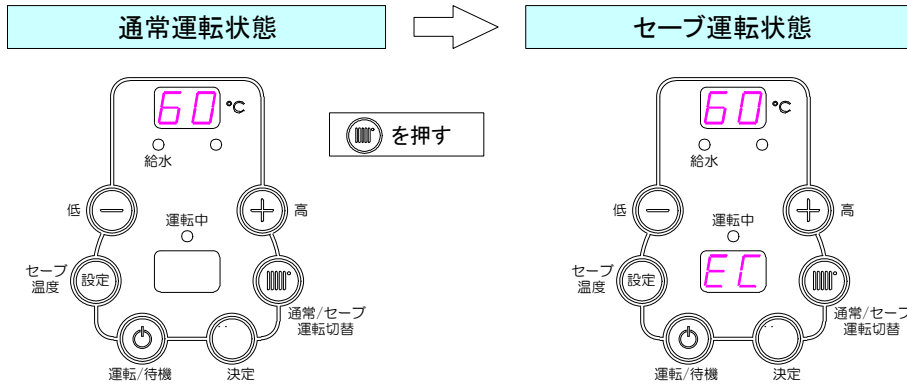 通常運転状態
セーブ運転状態
60 °C
給水
を押す
低
高
運転中
セーブ
温度
設定
通常/セーブ
運転切替
運転/待機
決定
60 °C
給水
低
高
運転中
セーブ
温度
設定
EC
通常/セーブ
運転切替
運転/待機
決定